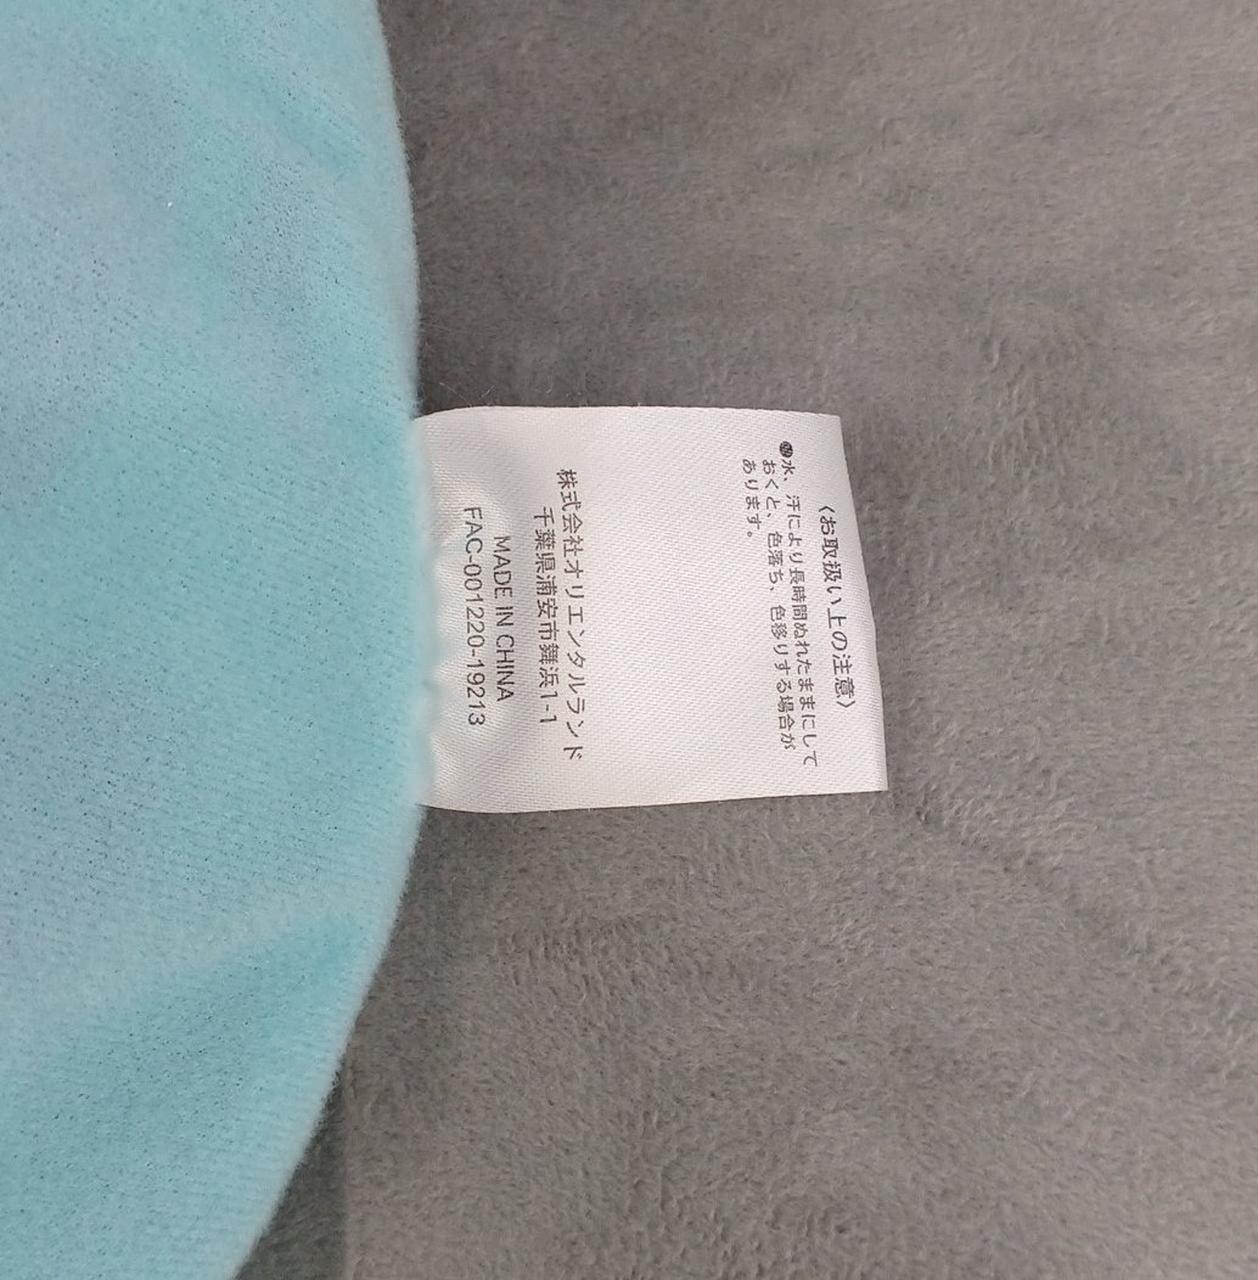 〈お取扱い上の注意〉
●水、汗により長時間ぬれたままにして
おくと、色落ち、色移りする場合が
あります。
株式会社オリエンタルランド
千葉県浦安市舞浜1-1
MADE IN CHINA
FAC-001220-19213